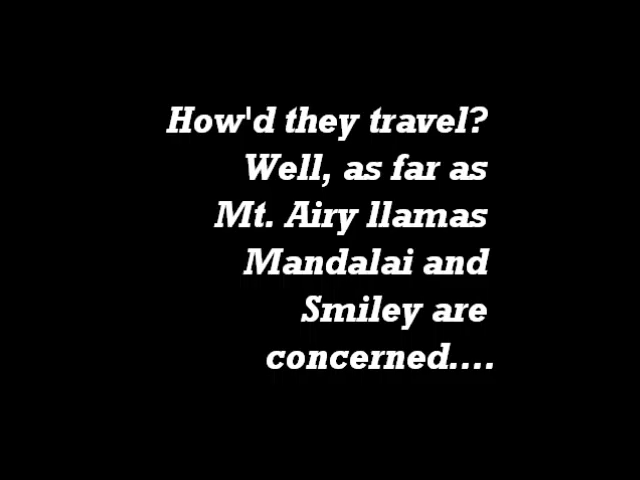 How'd they travel?
Well, as far as
Mt. Airy llamas
Mandalai and
Smiley are
concerned....